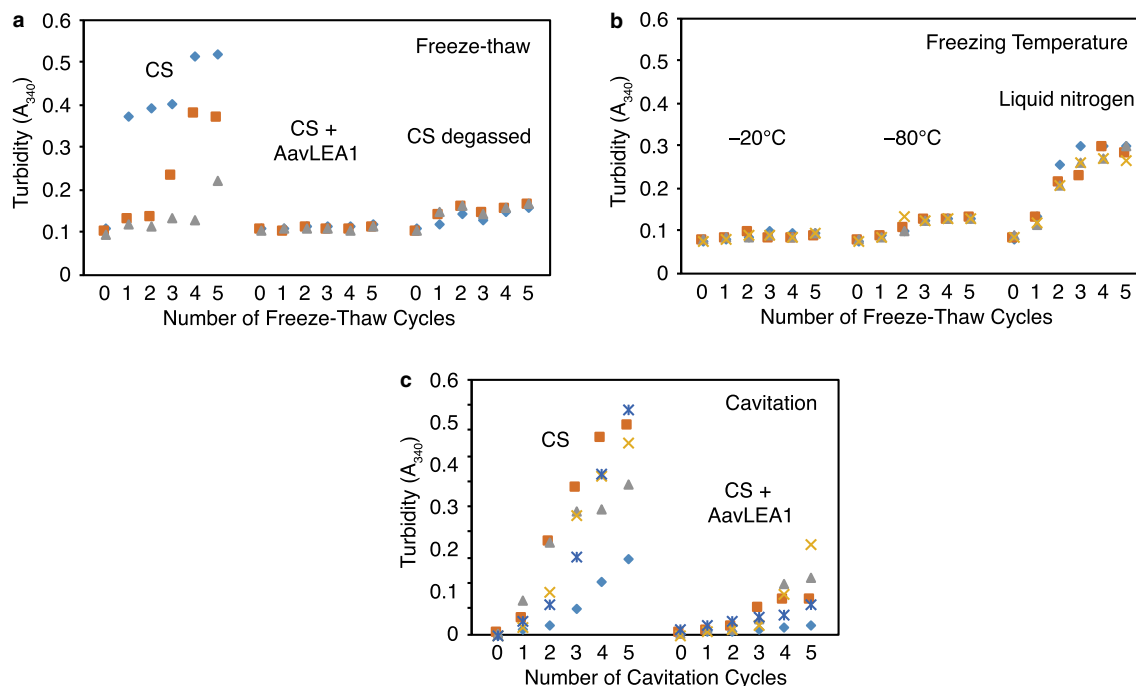 a
0.6
0.5
0.4
0.3
0.2
0.1
0
Turbidity (A340)
Freeze-thaw
CS
CS +
AavLEA1
CS degassed
0 1 2 3 4 5 0 1 2 3 4 5 0 1 2 3 4 5
Number of Freeze-Thaw Cycles
b
0.6
0.5
0.4
0.3
0.2
0.1
0
Turbidity (A340)
Freezing Temperature
Liquid nitrogen
–20°C
–80°C
0 1 2 3 4 5 0 1 2 3 4 5 0 1 2 3 4 5
Number of Freeze-Thaw Cycles
c
0.6
0.5
0.4
0.3
0.2
0.1
0
Turbidity (A340)
Cavitation
CS
CS +
AavLEA1
0 1 2 3 4 5 0 1 2 3 4 5
Number of Cavitation Cycles